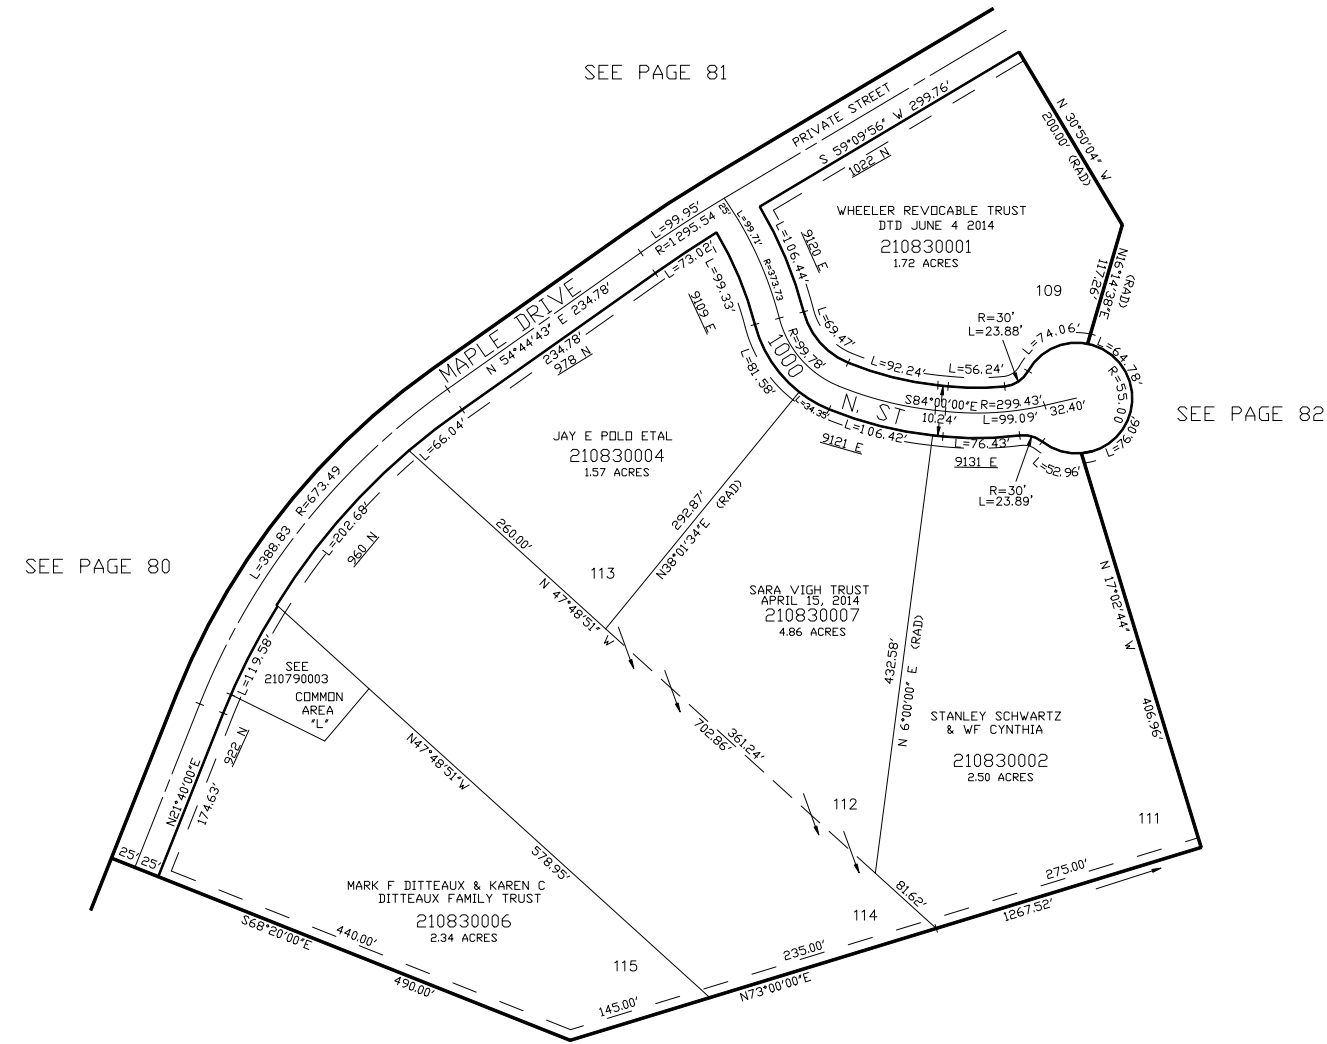 SEE PAGE 81
PRIVATE STREET
S 59°09'56" W 299.76'
1022 N
N 30°50'04" W
200.00' (RAD)
WHEELER REVOCABLE TRUST
DTD JUNE 4 2014
210830001
1.72 ACRES
109
N16°14'38"E
117.26'
(RAD)
L=99.95'
R=1295.54
25'
L=73.02'
L=99.71'
R=373.73
L=106.44'
9120 E
L=99.33'
9109 E
MAPLE DRIVE
N 54°44'43" E 234.78'
234.78'
978 N
L=69.47'
R=99.78'
1000
N. ST
L=81.58'
L=34.35'
L=92.24'
L=56.24'
R=30'
L=23.88'
L=74.06'
L=64.78'
R=55.00
L=76.90'
S84°00'00"E
10.24'
R=299.43'
L=99.09'
32.40'
L=106.42'
9121 E
L=76.43'
9131 E
R=30'
L=23.89'
L=52.96'
SEE PAGE 82
L=66.04'
R=673.49
L=388.83
L=202.68'
960 N
JAY E POLO ETAL
210830004
1.57 ACRES
113
260.00'
N 47°48'51" W
292.87'
N38°01'34"E (RAD)
SEE PAGE 80
SARA VIGH TRUST
APRIL 15, 2014
210830007
4.86 ACRES
432.58'
N 6°00'00" E (RAD)
N 17°02'44" W
406.96'
L=119.58'
SEE
210790003
COMMON
AREA
"L"
922 N
N21°40'00"E
174.63'
25'
25'
N47°48'51"W
578.95'
361.24'
702.86'
STANLEY SCHWARTZ
& WF CYNTHIA
210830002
2.50 ACRES
112
111
MARK F DITTEAUX & KAREN C
DITTEAUX FAMILY TRUST
210830006
2.34 ACRES
115
114
81.62'
275.00'
1267.52'
S68°20'00"E
440.00'
490.00'
145.00'
235.00'
N73°00'00"E